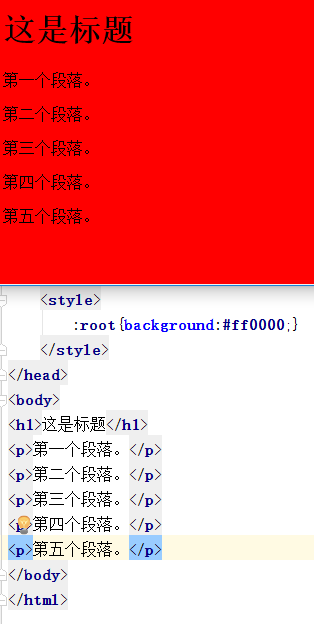 这是标题
第一个段落。
第二个段落。
第三个段落。
第四个段落。
第五个段落。
<style>
:root{background:#ff0000;}
</style>
</head>
<body>
<h1>这是标题</h1>
<p>第一个段落。</p>
<p>第二个段落。</p>
<p>第三个段落。</p>
<p>第四个段落。</p>
<p>第五个段落。</p>
</body>
</html>